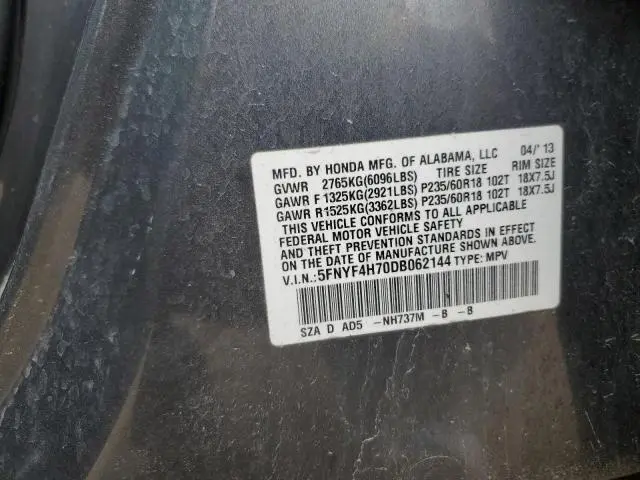 MFD. BY HONDA MFG. OF ALABAMA, LLC 04/'13
GVWR 2765KG(6096LBS) TIRE SIZE RIM SIZE
GAWR F 1325KG(2921LBS) P235/60R18 102T 18X7.5J
GAWR R1525KG(3362LBS) P235/60R18 102T 18X7.5J
THIS VEHICLE CONFORMS TO ALL APPLICABLE
FEDERAL MOTOR VEHICLE SAFETY
AND THEFT PREVENTION STANDARDS IN EFFECT
ON THE DATE OF MANUFACTURE SHOWN ABOVE.
V.I.N.:5FNYF4H70DB062144 TYPE: MPV
SZA D AD5 -NH737M -B -B